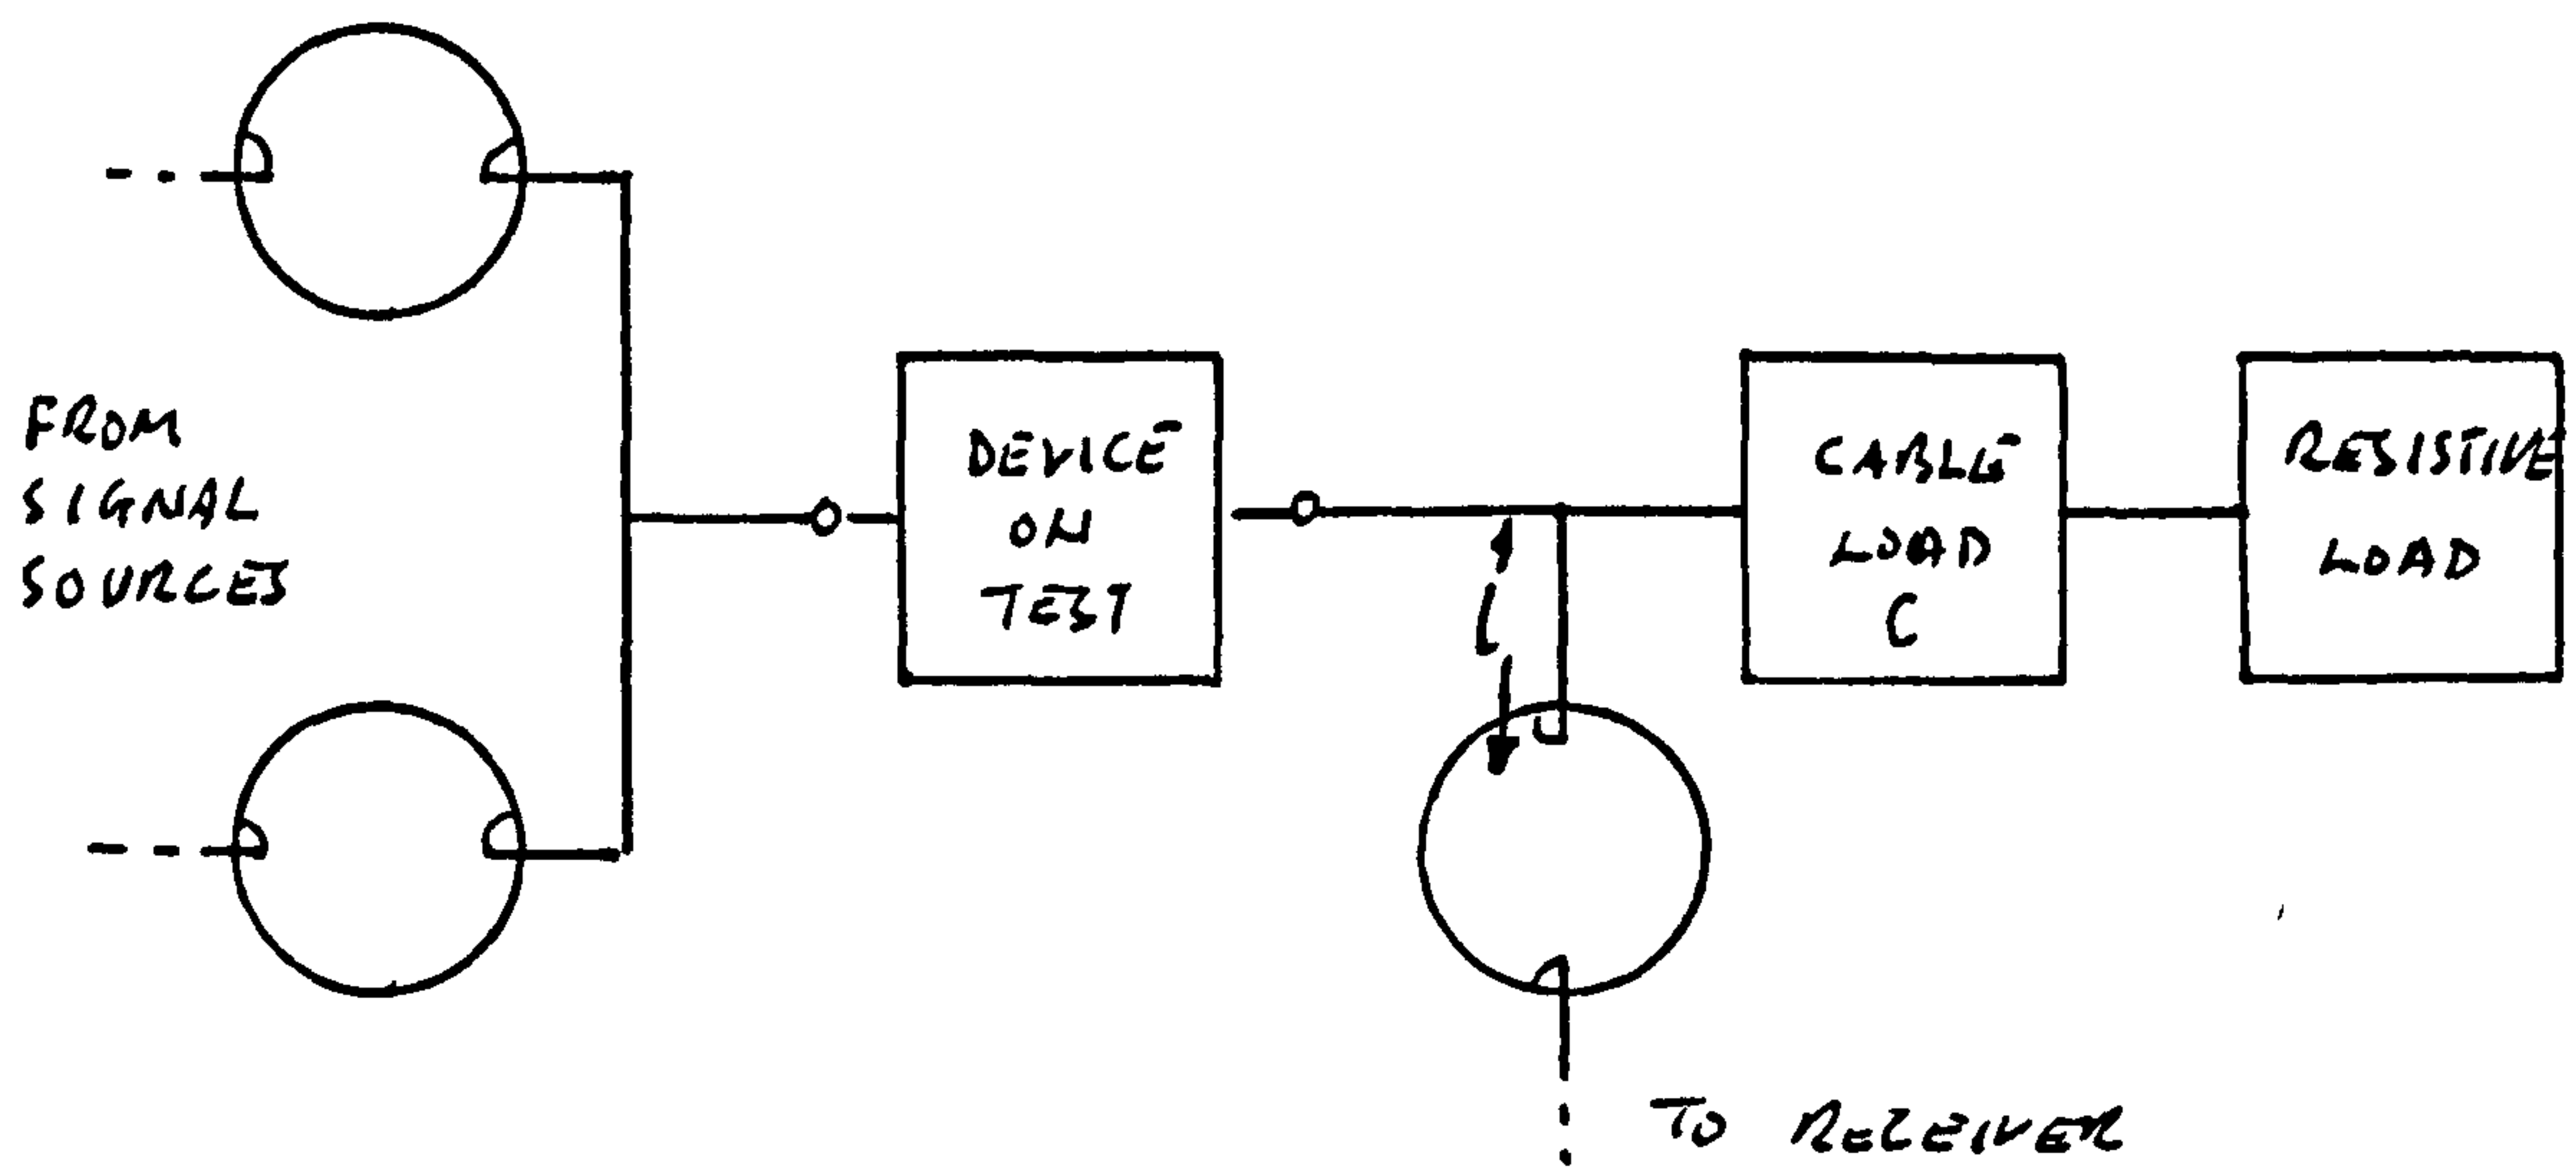 FROM
SIGNAL
SOURCES
DEVICE
ON
TEST
l
CABLE
LOAD
C
RESISTIVE
LOAD
TO RECEIVER